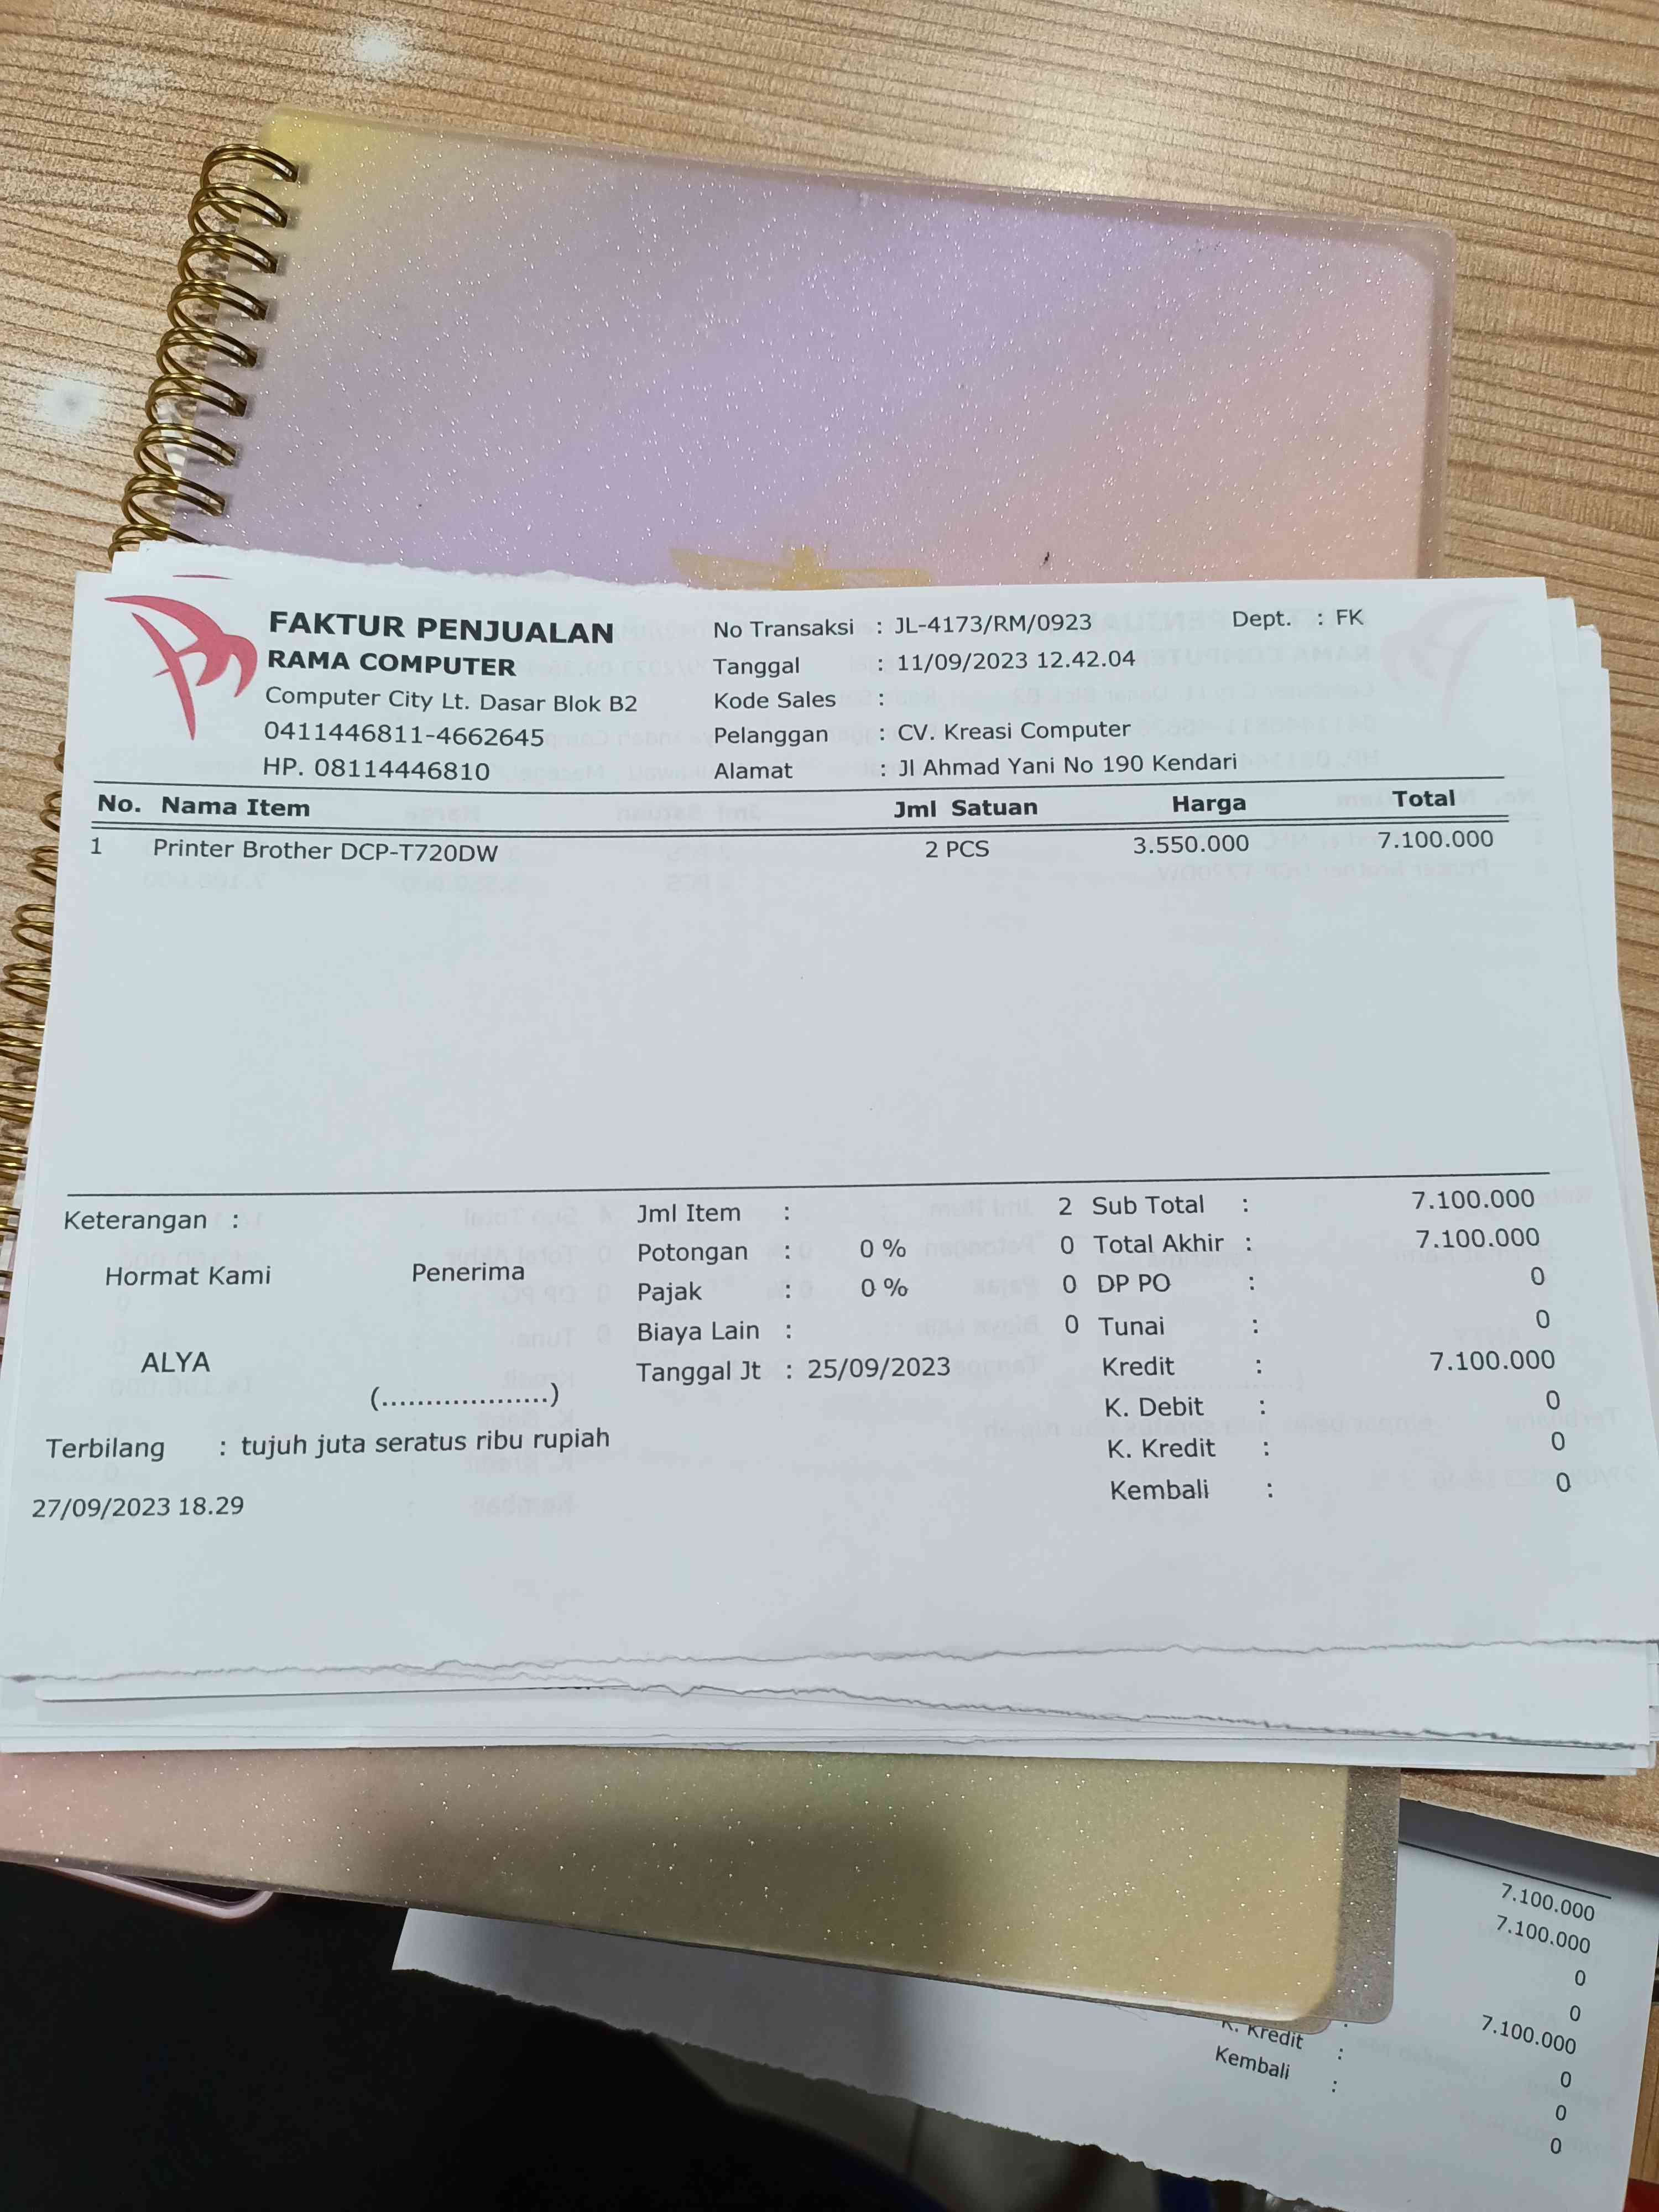 FAKTUR PENJUALAN
RAMA COMPUTER
Computer City Lt. Dasar Blok B2
0411446811-4662645
HP. 08114446810
No Transaksi : JL-4173/RM/0923 Dept. : FK
Tanggal : 11/09/2023 12.42.04
Kode Sales :
Pelanggan : CV. Kreasi Computer
Alamat : Jl Ahmad Yani No 190 Kendari
No. Nama Item Jml Satuan Harga Total
1 Printer Brother DCP-T720DW 2 PCS 3.550.000 7.100.000
Keterangan :
Hormat Kami Penerima
ALYA
(...................)
Terbilang : tujuh juta seratus ribu rupiah
27/09/2023 18.29
Jml Item : 2
Potongan : 0 % 0
Pajak : 0 % 0
Biaya Lain : 0
Tanggal Jt : 25/09/2023
Sub Total : 7.100.000
Total Akhir : 7.100.000
DP PO : 0
Tunai : 0
Kredit : 7.100.000
K. Debit : 0
K. Kredit : 0
Kembali : 0
7.100.000
7.100.000
0
0
7.100.000
0
K. Kredit : 0
Kembali : 0